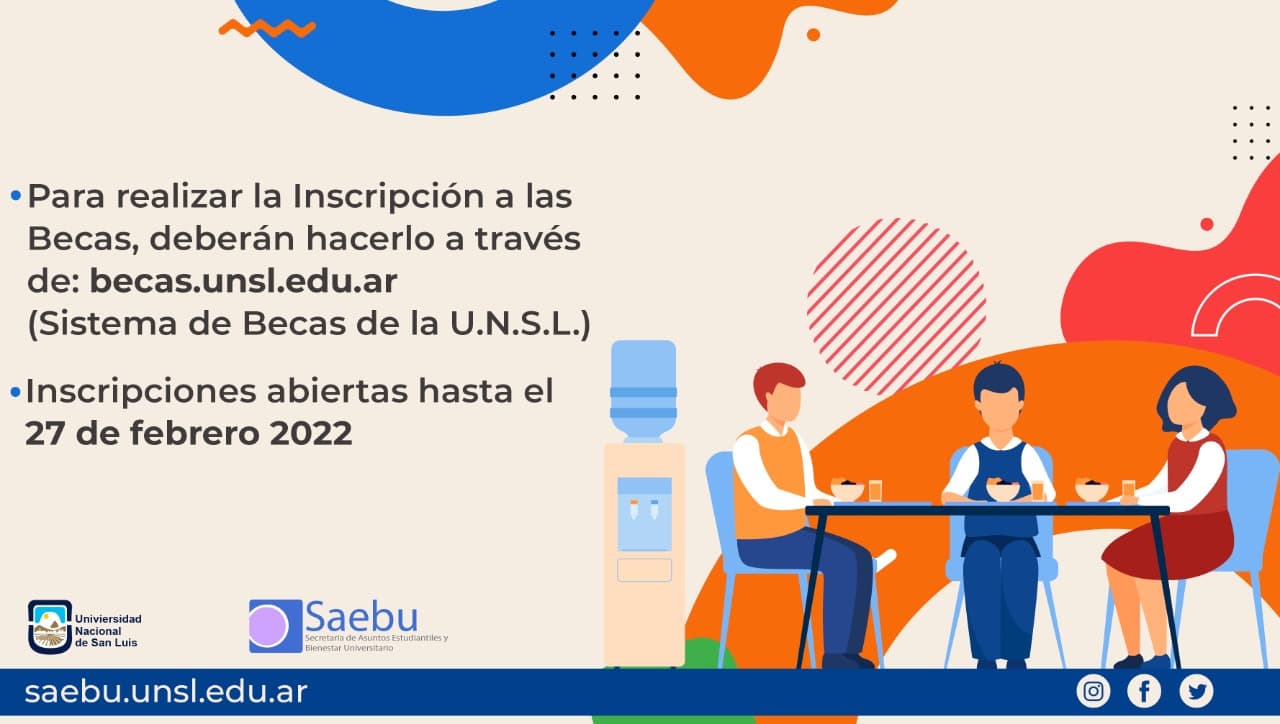 • Para realizar la Inscripción a las
Becas, deberán hacerlo a través
de: becas.unsl.edu.ar
(Sistema de Becas de la U.N.S.L.)
• Inscripciones abiertas hasta el
27 de febrero 2022
Univiersidad
Nacional
de San Luis
Saebu
Secretaría de Asuntos Estudiantiles y
Bienestar Universitario
saebu.unsl.edu.ar